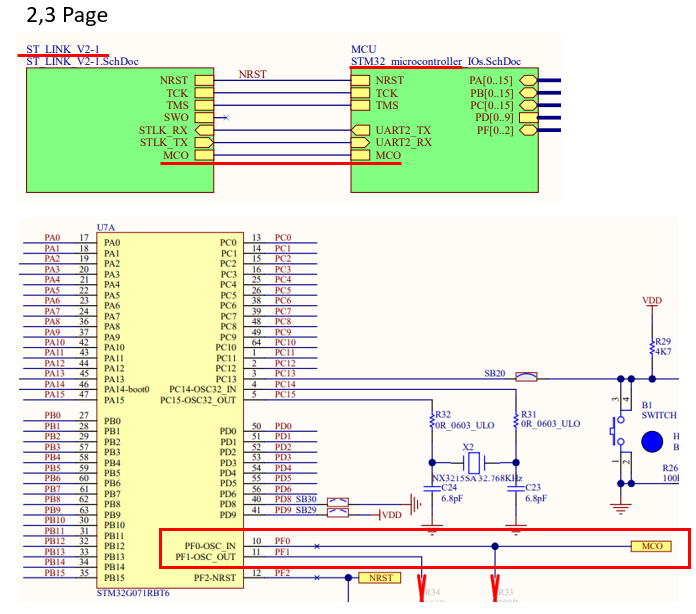 2,3 Page
ST_LINK_V2-1
ST_LINK_V2-1.SchDoc
MCU
STM32_microcontroller_IOs.SchDoc
NRST NRST NRST PA[0..15]
TCK TCK PB[0..15]
TMS TMS PC[0..15]
SWO PD[0..9]
STLK_RX UART2_TX PF[0..2]
STLK_TX UART2_RX
MCO MCO
U7A
PA0 17 PA0 PC0 13 PC0
PA1 18 PA1 PC1 14 PC1
PA2 19 PA2 PC2 15 PC2
PA3 20 PA3 PC3 16 PC3
PA4 21 PA4 PC4 25 PC4
PA5 22 PA5 PC5 26 PC5
PA6 23 PA6 PC6 38 PC6
PA7 24 PA7 PC7 39 PC7
PA8 36 PA8 PC8 48 PC8
PA9 37 PA9 PC9 49 PC9
PA10 42 PA10 PC10 64 PC10
PA11 43 PA11 PC11 1 PC11
PA12 44 PA12 PC12 2 PC12
PA13 45 PA13 PC13 3 PC13
PA14 46 PA14-boot0 PC14-OSC32_IN 4 PC14
PA15 47 PA15 PC15-OSC32_OUT 5 PC15
SB20
VDD
R29
4K7
B1
SWITCH
3 4
1 2
R26
R32
0R_0603_ULO
R31
0R_0603_ULO
X2
NX3215SA 32.768KHz
C24
6.8pF
C23
6.8pF
PB0 27 PB0
PB1 28 PB1 PD0 50 PD0
PB2 29 PB2 PD1 51 PD1
PB3 57 PB3 PD2 52 PD2
PB4 58 PB4 PD3 53 PD3
PB5 59 PB5 PD4 54 PD4
PB6 60 PB6 PD5 55 PD5
PB7 61 PB7 PD6 56 PD6
PB8 62 PB8 PD8 40 PD8 SB30
PB9 63 PB9 PD9 41 PD9 SB29
VDD
PB10 30 PB10
PB11 31 PB11
PB12 32 PB12 PF0-OSC_IN 10 PF0 MCO
PB13 33 PB13 PF1-OSC_OUT 11 PF1
PB14 34 PB14
PB15 35 PB15 PF2-NRST 12 PF2 NRST
STM32G071RBT6
R34
R33